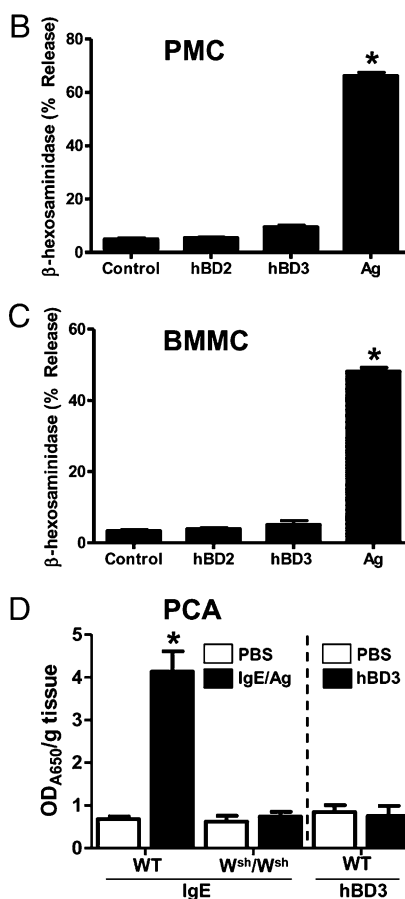 B
PMC
β-hexosaminidase (% Release)
80
60
40
20
0
*
Control hBD2 hBD3 Ag
C
BMMC
β-hexosaminidase (% Release)
60
40
20
0
*
Control hBD2 hBD3 Ag
D
PCA
OD A650/g tissue
5
4
3
2
1
0
*
PBS
IgE/Ag
PBS
hBD3
WT Wsh/Wsh WT
IgE hBD3